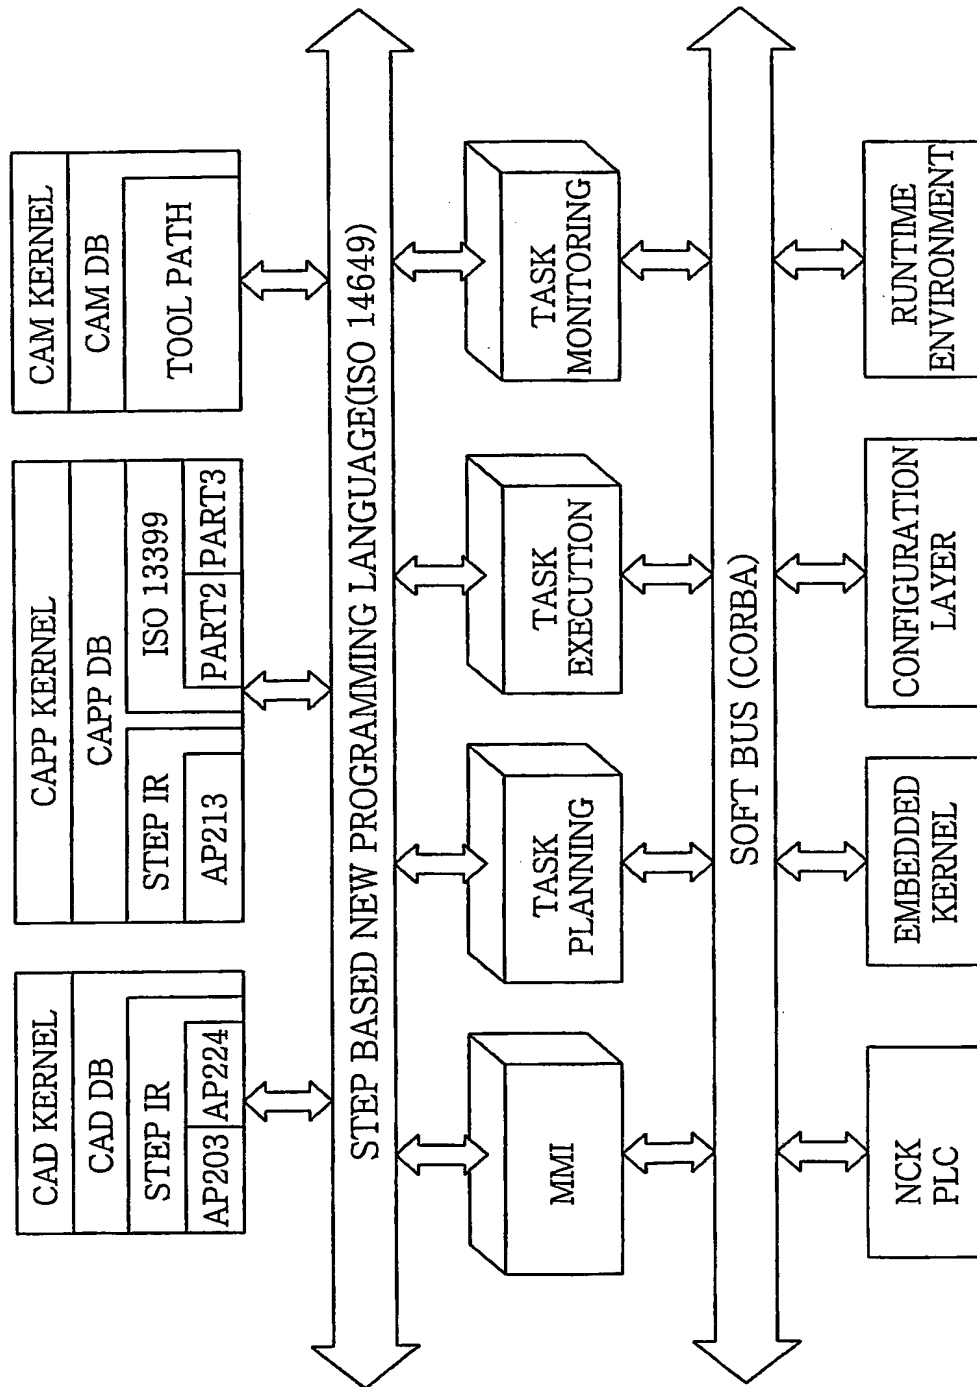 CAD KERNEL
CAD DB
STEP IR
AP203
AP224
CAPP KERNEL
CAPP DB
STEP IR
AP213
ISO 13399
PART2
PART3
CAM KERNEL
CAM DB
TOOL PATH
STEP BASED NEW PROGRAMMING LANGUAGE(ISO 14649)
MMI
TASK
PLANNING
TASK
EXECUTION
TASK
MONITORING
SOFT BUS (CORBA)
NCK
PLC
EMBEDDED
KERNEL
CONFIGURATION
LAYER
RUNTIME
ENVIRONMENT